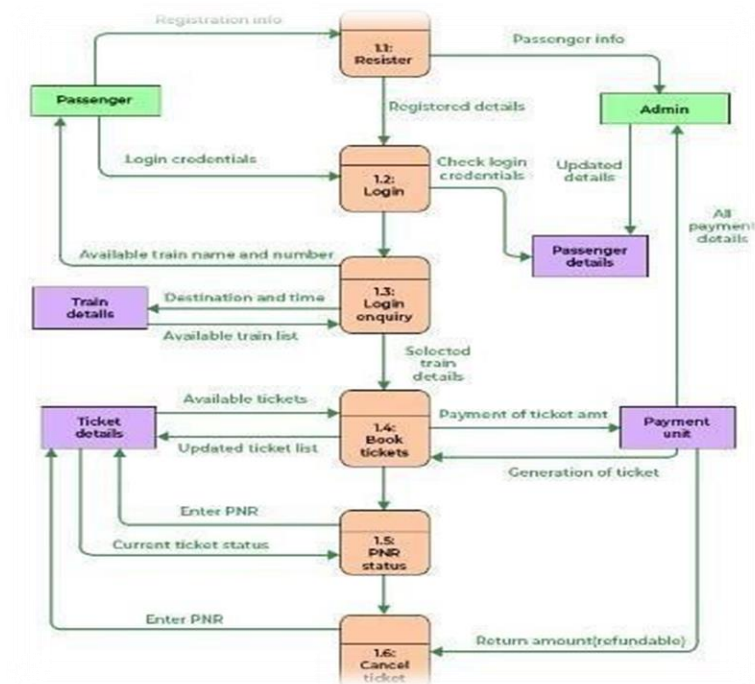 Registration info
1.1:
Resister
Passenger info
Passenger
Admin
Registered details
Login credentials
1.2:
Login
Check login
credentials
Updated
details
All
payment
details
Passenger
details
Available train name and number
1.3:
Login
enquiry
Train
details
Destination and time
Available train list
Selected
train
details
Available tickets
Ticket
details
Updated ticket list
1.4:
Book
tickets
Payment of ticket amt
Payment
unit
Generation of ticket
Enter PNR
Current ticket status
1.5:
PNR
status
Enter PNR
Return amount(refundable)
1.6:
Cancel
ticket